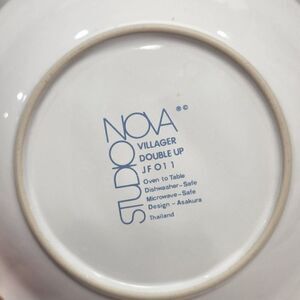 STUDIO NOVA ®©
VILLAGER
DOUBLE UP
JF011
Oven to Table
Dishwasher-Safe
Microwave-Safe
Design - Asakura
Thailand